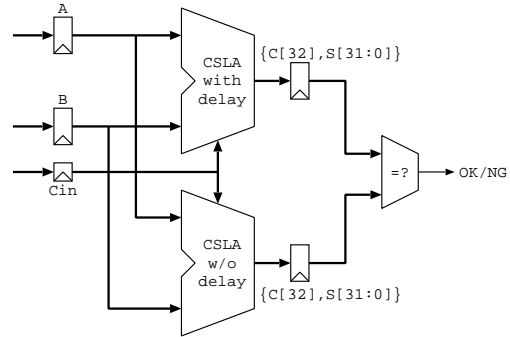 A
CSLA
with
delay
{C[32],S[31:0]}
B
=?
OK/NG
Cin
CSLA
w/o
delay
{C[32],S[31:0]}